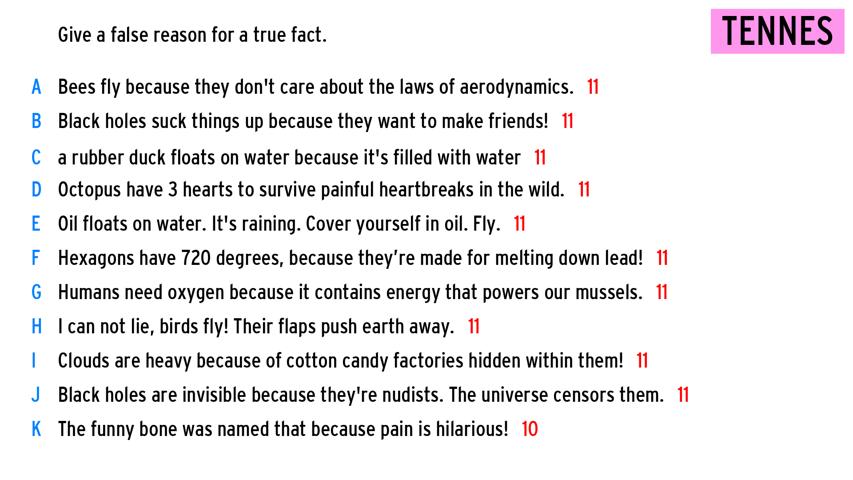 Give a false reason for a true fact.
TENNES
A Bees fly because they don't care about the laws of aerodynamics. 11
B Black holes suck things up because they want to make friends! 11
C a rubber duck floats on water because it's filled with water 11
D Octopus have 3 hearts to survive painful heartbreaks in the wild. 11
E Oil floats on water. It's raining. Cover yourself in oil. Fly. 11
F Hexagons have 720 degrees, because they’re made for melting down lead! 11
G Humans need oxygen because it contains energy that powers our mussels. 11
H I can not lie, birds fly! Their flaps push earth away. 11
I Clouds are heavy because of cotton candy factories hidden within them! 11
J Black holes are invisible because they're nudists. The universe censors them. 11
K The funny bone was named that because pain is hilarious! 10